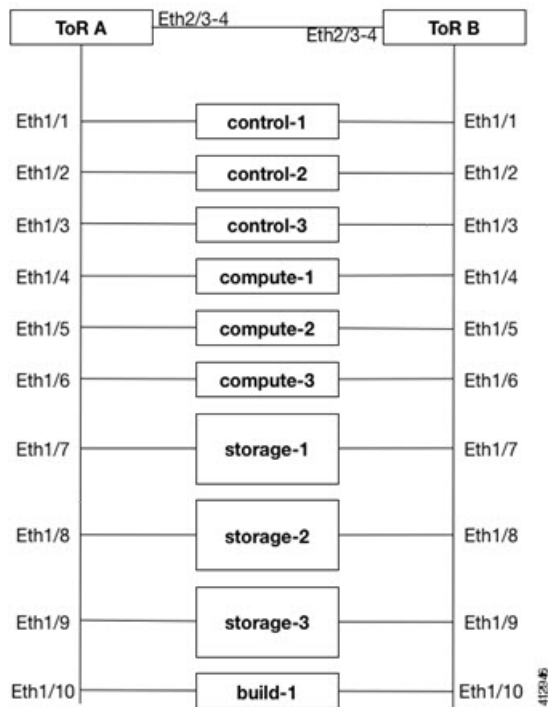 ToR A Eth2/3-4 ToR B
Eth2/3-4
Eth1/1 control-1 Eth1/1
Eth1/2 control-2 Eth1/2
Eth1/3 control-3 Eth1/3
Eth1/4 compute-1 Eth1/4
Eth1/5 compute-2 Eth1/5
Eth1/6 compute-3 Eth1/6
Eth1/7 storage-1 Eth1/7
Eth1/8 storage-2 Eth1/8
Eth1/9 storage-3 Eth1/9
Eth1/10 build-1 Eth1/10